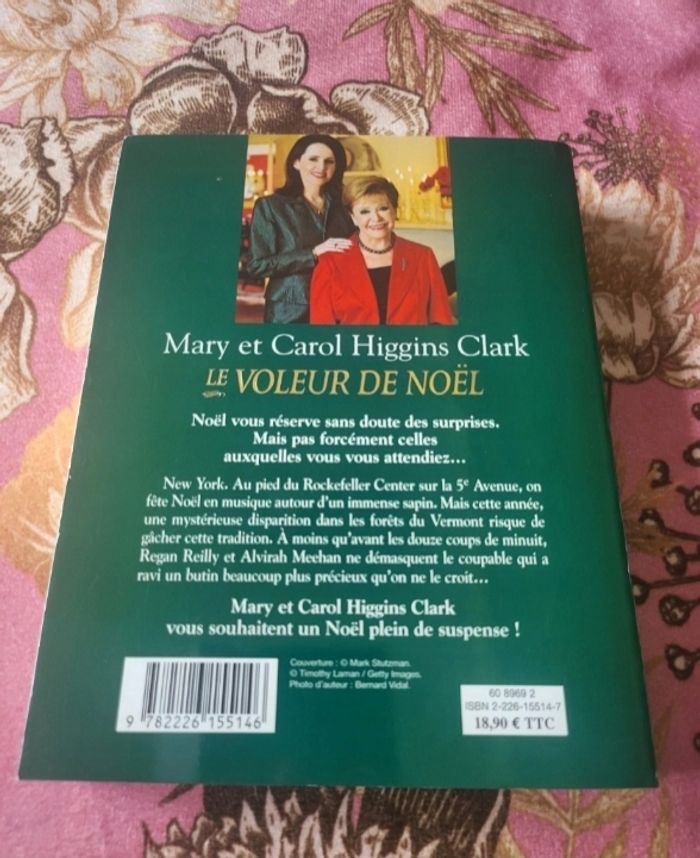 Mary et Carol Higgins Clark
LE VOLEUR DE NOËL
Noël vous réserve sans doute des surprises.
Mais pas forcément celles
auxquelles vous vous attendiez...
New York. Au pied du Rockefeller Center sur la 5e Avenue, on
fête Noël en musique autour d'un immense sapin. Mais cette année,
une mystérieuse disparition dans les forêts du Vermont risque de
gâcher cette tradition. À moins qu'avant les douze coups de minuit,
Regan Reilly et Alvirah Meehan ne démasquent le coupable qui a
ravi un butin beaucoup plus précieux qu'on ne le croit...
Mary et Carol Higgins Clark
vous souhaitent un Noël plein de suspense !
Couverture : © Mark Stutzman.
© Timothy Laman / Getty Images.
Photo d'auteur : Bernard Vidal.
9 782226 155146
60 8969 2
ISBN 2-226-15514-7
18,90 € TTC